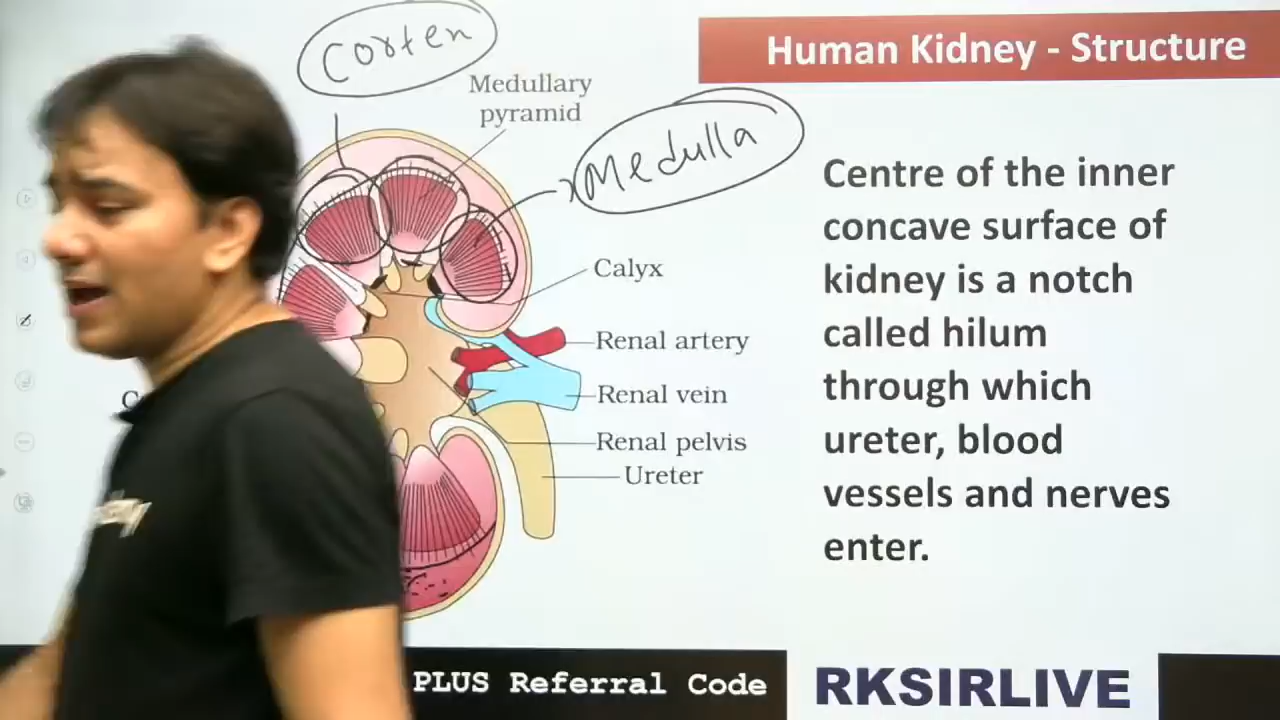 Human Kidney - Structure
Corten
Medullary
pyramid
Medulla
Calyx
Renal artery
Renal vein
Renal pelvis
Ureter
Centre of the inner
concave surface of
kidney is a notch
called hilum
through which
ureter, blood
vessels and nerves
enter.
PLUS Referral Code
RKSIRLIVE